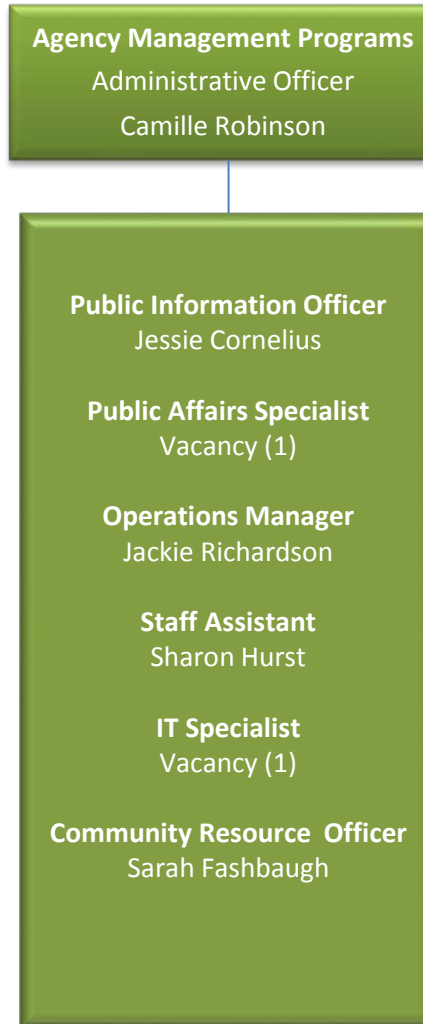 Agency Management Programs
Administrative Officer
Camille Robinson
Public Information Officer
Jessie Cornelius
Public Affairs Specialist
Vacancy (1)
Operations Manager
Jackie Richardson
Staff Assistant
Sharon Hurst
IT Specialist
Vacancy (1)
Community Resource  Officer
Sarah Fashbaugh